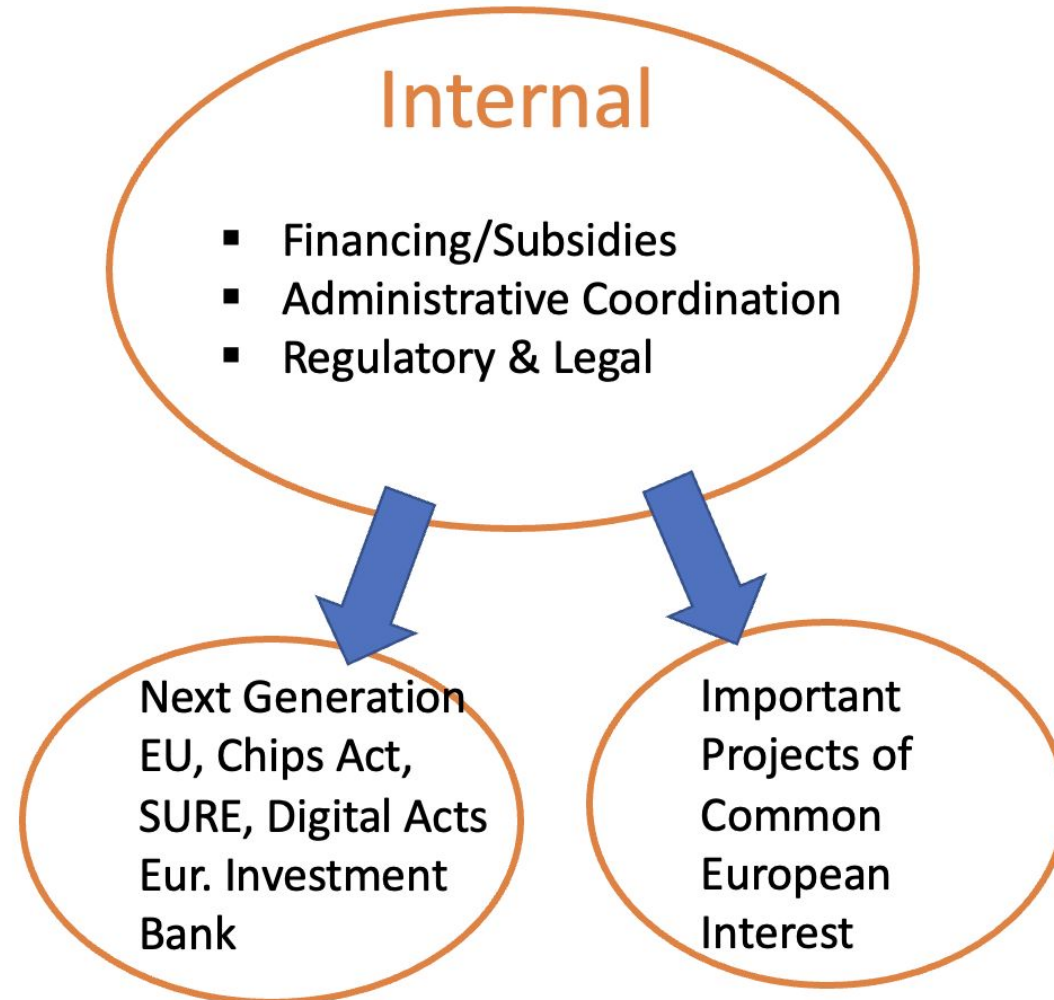 Internal
▪ Financing/Subsidies
▪ Administrative Coordination
▪ Regulatory & Legal
Next Generation
EU, Chips Act,
SURE, Digital Acts
Eur. Investment
Bank
Important
Projects of
Common
European
Interest